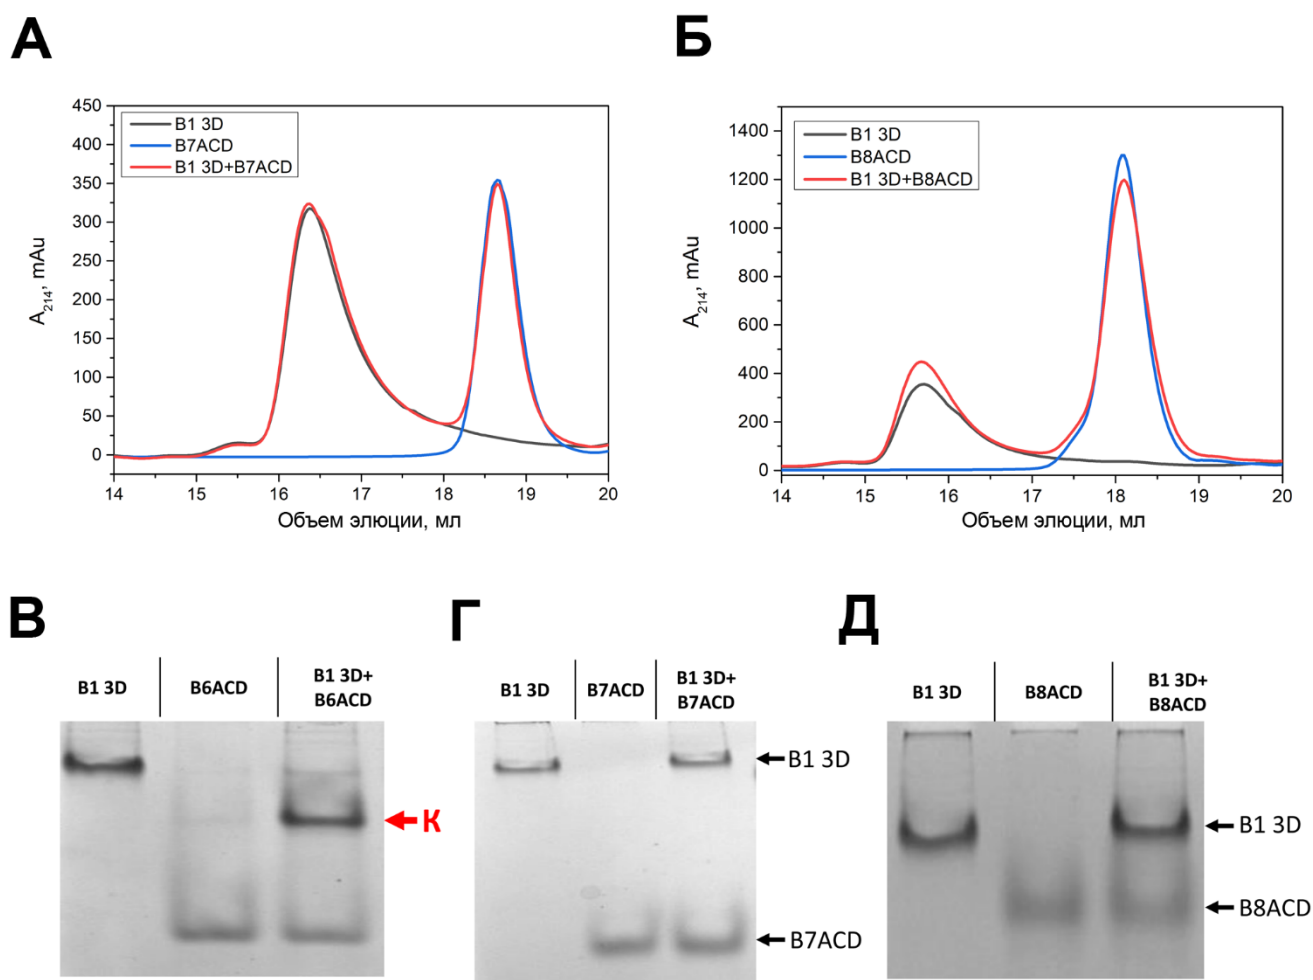 А
Б
450
400
350
300
250
200
150
100
50
0
A214, mAu
B1 3D
B7ACD
B1 3D+B7ACD
14 15 16 17 18 19 20
Объем элюции, мл
1400
1200
1000
800
600
400
200
0
A214, mAu
B1 3D
B8ACD
B1 3D+B8ACD
14 15 16 17 18 19 20
Объем элюции, мл
В
B1 3D
B6ACD
B1 3D+
B6ACD
К
Г
B1 3D
B7ACD
B1 3D+
B7ACD
B1 3D
B7ACD
Д
B1 3D
B8ACD
B1 3D+
B8ACD
B1 3D
B8ACD